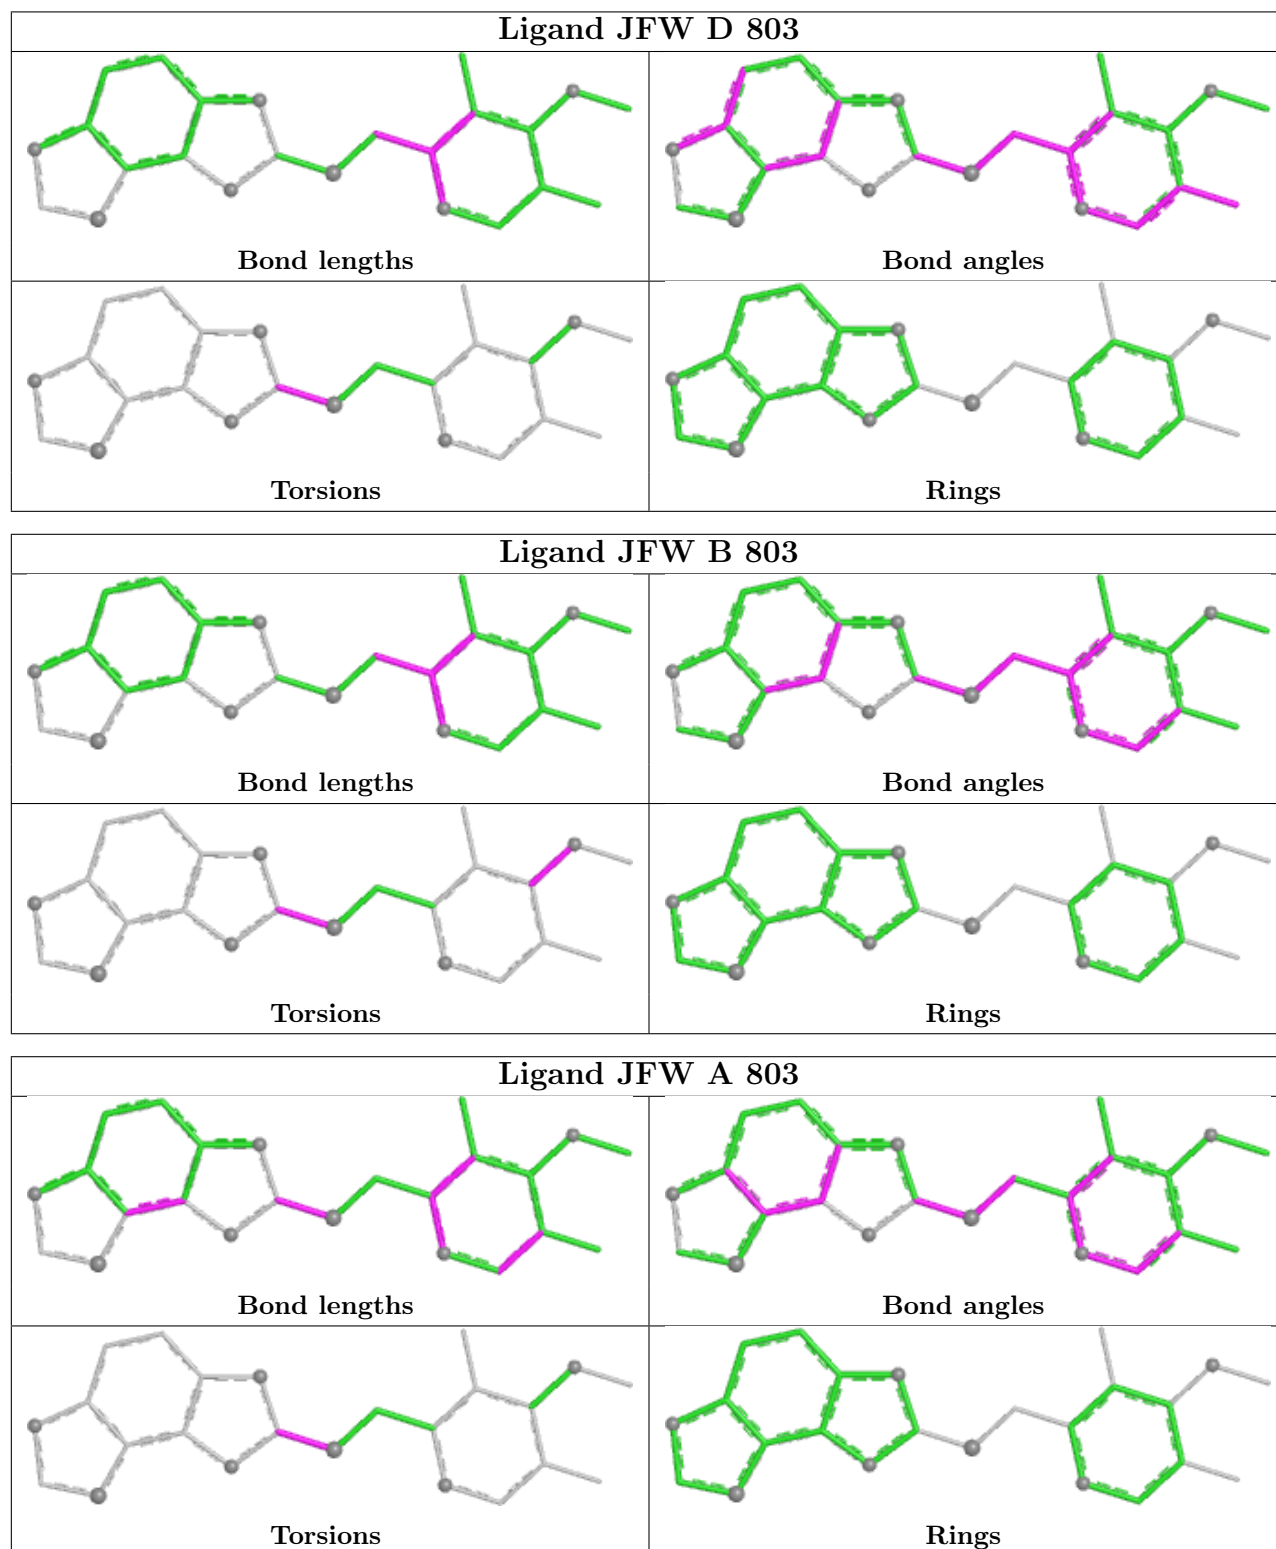 Ligand JFW D 803
Bond lengths
Bond angles
Torsions
Rings
Ligand JFW B 803
Bond lengths
Bond angles
Torsions
Rings
Ligand JFW A 803
Bond lengths
Bond angles
Torsions
Rings